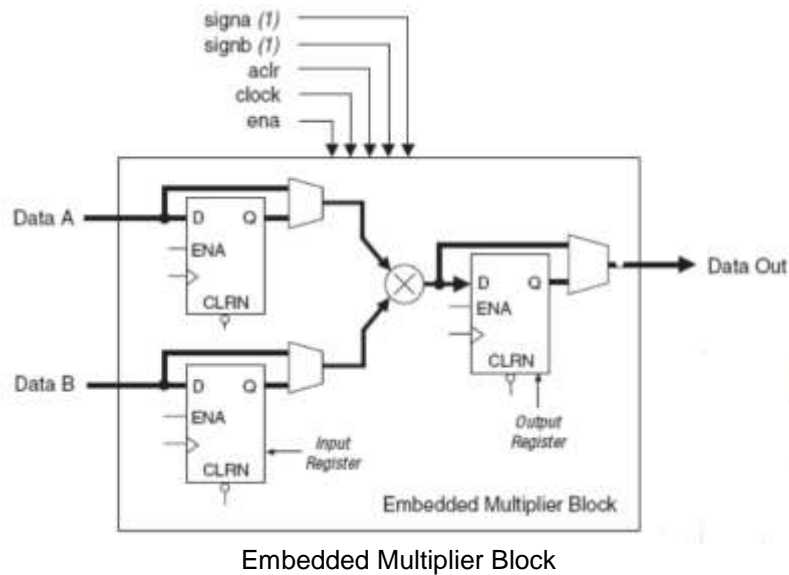 signa (1)
signb (1)
aclr
clock
ena
Data A
D Q
ENA
CLRN
Data B
D Q
ENA
CLRN
Input
Register
D Q
ENA
CLRN
Output
Register
Data Out
Embedded Multiplier Block
Embedded Multiplier Block